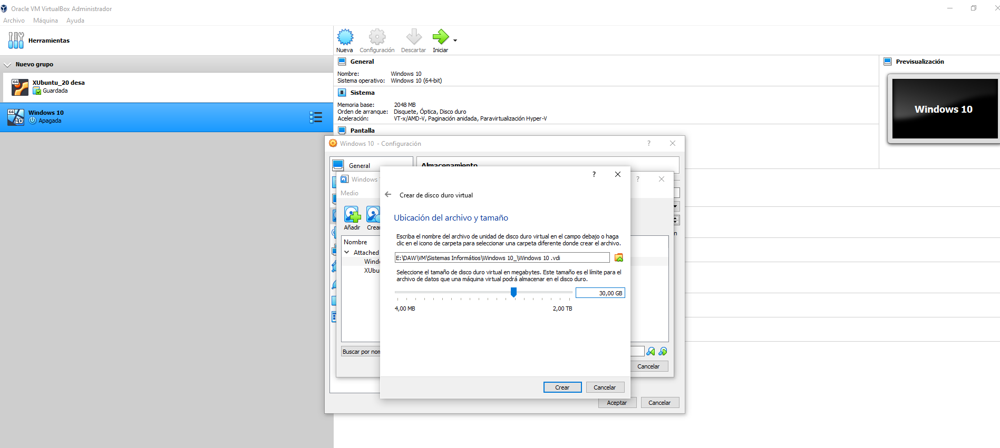 Oracle VM VirtualBox Administrador
Archivo Máquina Ayuda
Herramientas
Nuevo grupo
64
XUbuntu_20 desa
Guardada
64
10
Windows 10
Apagada
Nueva Configuración Descartar Iniciar
General
Nombre: Windows 10
Sistema operativo: Windows 10 (64-bit)
Sistema
Memoria base: 2048 MB
Orden de arranque: Disquete, Óptica, Disco duro
Aceleración: VT-x/AMD-V, Paginación anidada, Paravirtualización Hyper-V
Pantalla
Previsualización
Windows 10
Windows 10 - Configuración
?
General
Almacenamiento
Windows
?
Medio
Añadir Crear
Nombre
Attached
Windo
XUbu
Buscar por nom
Cancelar
n
?
Crear de disco duro virtual
Ubicación del archivo y tamaño
Escriba el nombre del archivo de unidad de disco duro virtual en el campo debajo o haga
clic en el icono de carpeta para seleccionar una carpeta diferente donde crear el archivo.
E:\DAW\VM\Sistemas Informátios\Windows 10_\Windows 10 .vdi
Seleccione el tamaño de disco duro virtual en megabytes. Este tamaño es el límite para el
archivo de datos que una máquina virtual podrá almacenar en el disco duro.
30,00 GB
4,00 MB 2,00 TB
Crear Cancelar
Aceptar Cancelar